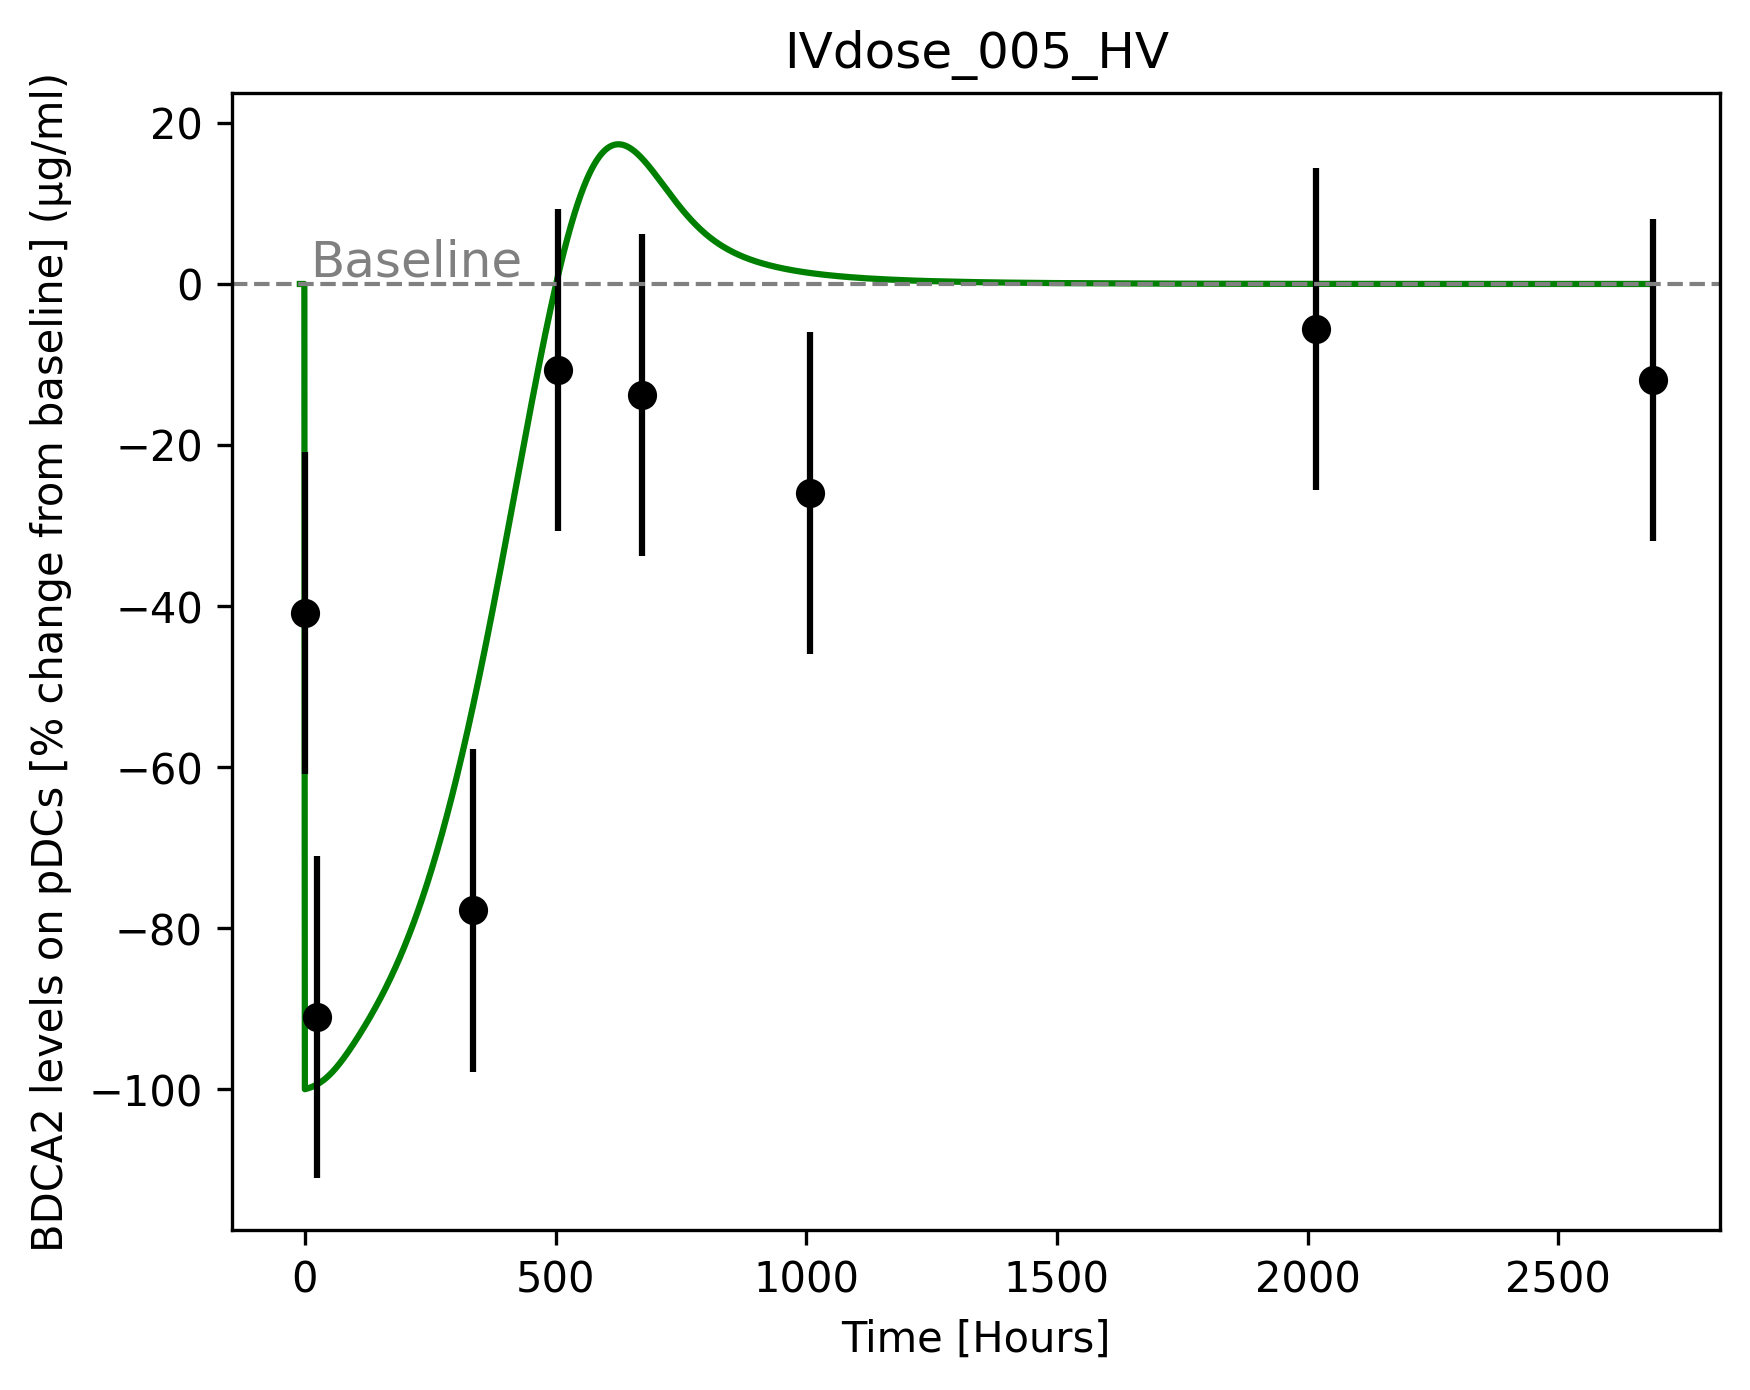 IVdose_005_HV
BDCA2 levels on pDCs [% change from baseline] (µg/ml)
20
0
−20
−40
−60
−80
−100
Baseline
0 500 1000 1500 2000 2500
Time [Hours]